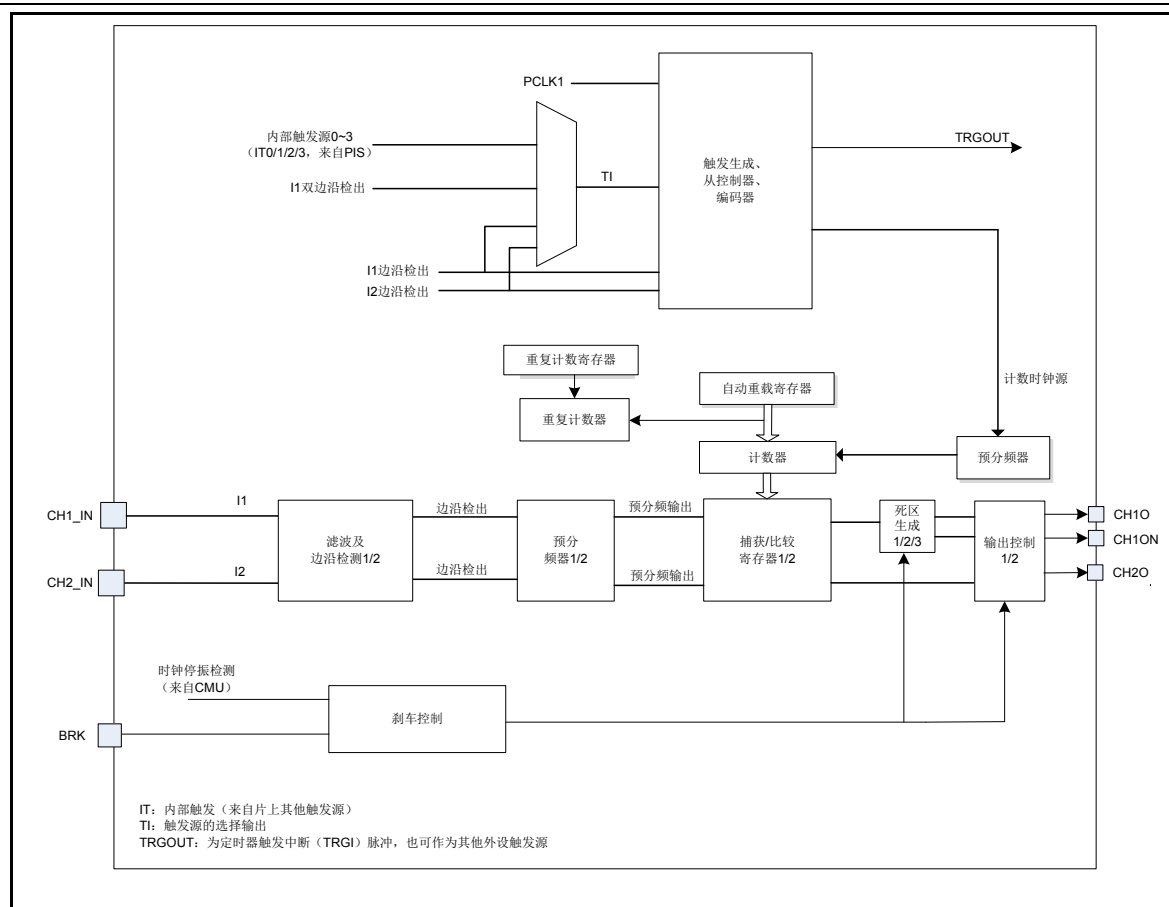 PCLK1
内部触发源0~3
（IT0/1/2/3，来自PIS）
TRGOUT
I1双边沿检出
TI
触发生成、
从控制器、
编码器
I1边沿检出
I2边沿检出
重复计数寄存器
自动重载寄存器
计数时钟源
重复计数器
计数器
预分频器
CH1_IN
I1
边沿检出
预分频输出
滤波及
边沿检测1/2
预分
频器1/2
捕获/比较
寄存器1/2
死区
生成
1/2/3
输出控制
1/2
CH1O
CH1ON
CH2_IN
I2
边沿检出
预分频输出
CH2O
时钟停振检测
（来自CMU）
刹车控制
BRK
IT：内部触发（来自片上其他触发源）
TI：触发源的选择输出
TRGOUT：为定时器触发中断（TRGI）脉冲，也可作为其他外设触发源